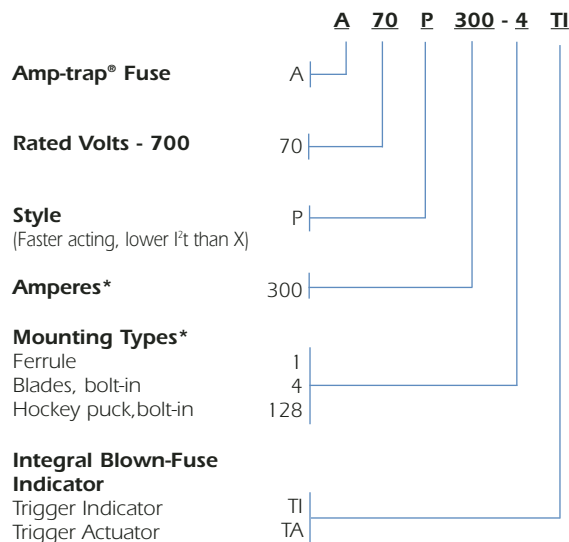 A 70 P 300 - 4 TI
Amp-trap® Fuse A
Rated Volts - 700 70
Style P
(Faster acting, lower I²t than X)
Amperes* 300
Mounting Types*
Ferrule 1
Blades, bolt-in 4
Hockey puck,bolt-in 128
Integral Blown-Fuse
Indicator
Trigger Indicator TI
Trigger Actuator TA